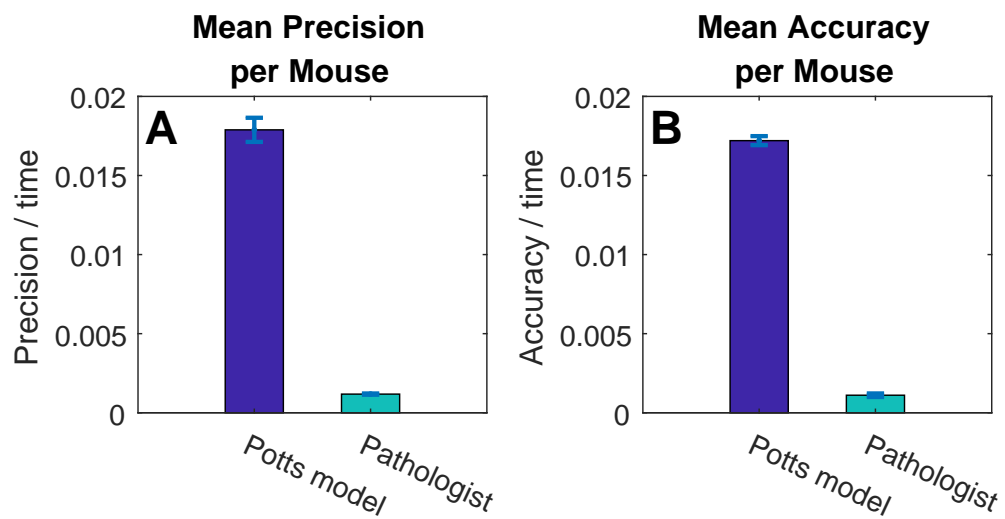 Mean Precision
per Mouse
A
0.02
0.015
0.01
0.005
0
Precision / time
Potts model
Pathologist
Mean Accuracy
per Mouse
B
0.02
0.015
0.01
0.005
0
Accuracy / time
Potts model
Pathologist